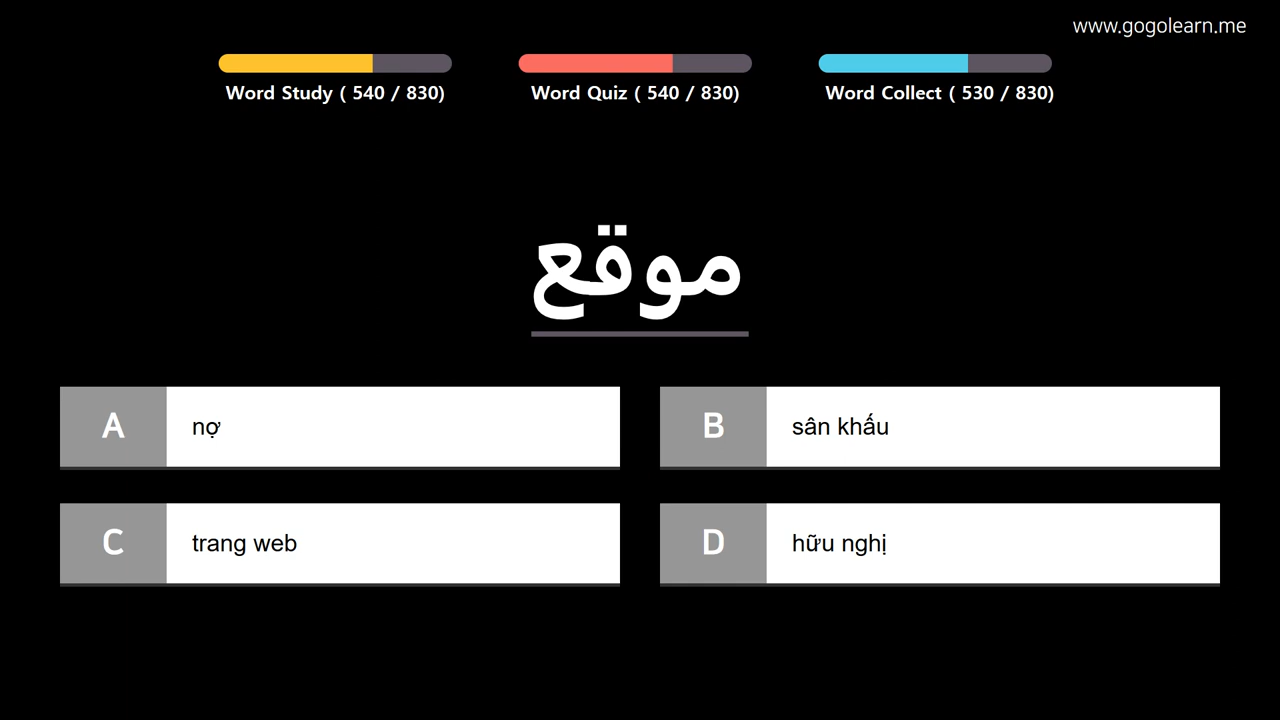 www.gogolearn.me
Word Study ( 540 / 830)
Word Quiz ( 540 / 830)
Word Collect ( 530 / 830)
موقع
A
nợ
B
sân khấu
C
trang web
D
hữu nghị